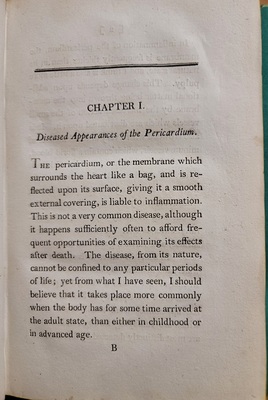 CHAPTER I.
Diseased Appearances of the Pericardium.
THE pericardium, or the membrane which
surrounds the heart like a bag, and is re-
flected upon its surface, giving it a smooth
external covering, is liable to inflammation.
This is not a very common disease, although
it happens sufficiently often to afford fre-
quent opportunities of examining its effects
after death. The disease, from its nature,
cannot be confined to any particular periods
of life; yet from what I have seen, I should
believe that it takes place more commonly
when the body has for some time arrived at
the adult state, than either in childhood or
in advanced age.
B